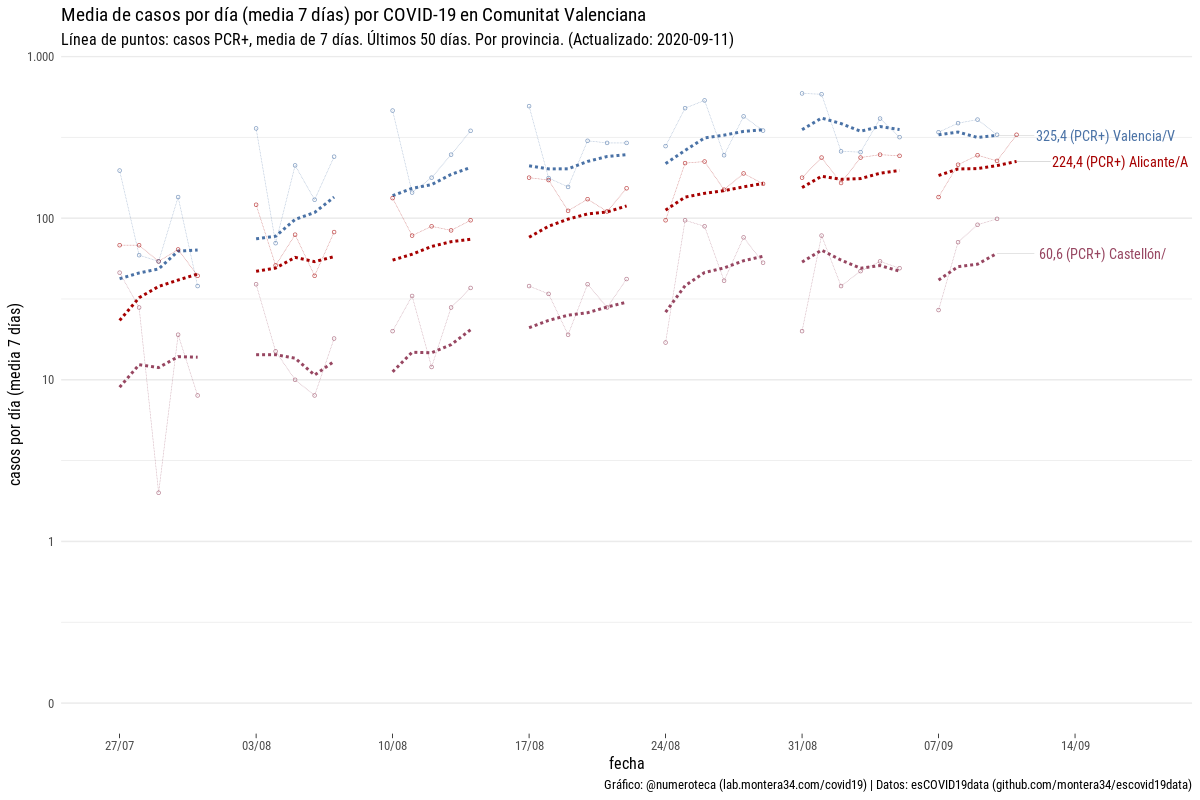 Media de casos por día (media 7 días) por COVID-19 en Comunitat Valenciana
Línea de puntos: casos PCR+, media de 7 días. Últimos 50 días. Por provincia. (Actualizado: 2020-09-11)
casos por día (media 7 días)
1.000
100
10
1
0
325,4 (PCR+) Valencia/V
224,4 (PCR+) Alicante/A
60,6 (PCR+) Castellón/
27/07
03/08
10/08
17/08
24/08
31/08
07/09
14/09
fecha
Gráfico: @numeroteca (lab.montera34.com/covid19) | Datos: esCOVID19data (github.com/montera34/escovid19data)